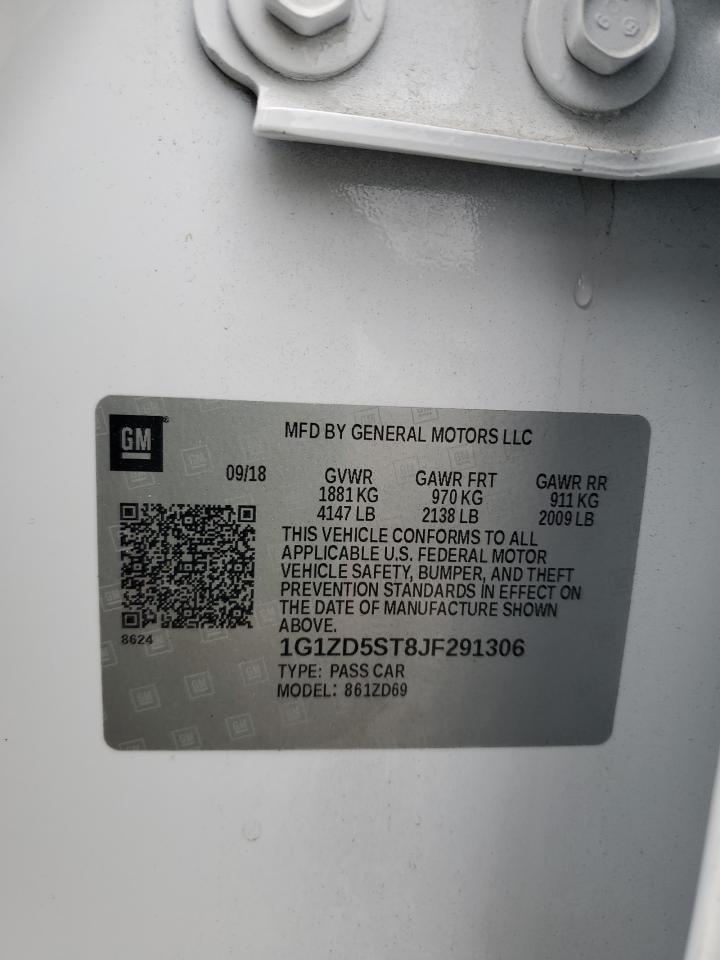 GM
MFD BY GENERAL MOTORS LLC
09/18 GVWR GAWR FRT GAWR RR
1881 KG 970 KG 911 KG
4147 LB 2138 LB 2009 LB
THIS VEHICLE CONFORMS TO ALL
APPLICABLE U.S. FEDERAL MOTOR
VEHICLE SAFETY, BUMPER, AND THEFT
PREVENTION STANDARDS IN EFFECT ON
THE DATE OF MANUFACTURE SHOWN
ABOVE.
8624
1G1ZD5ST8JF291306
TYPE: PASS CAR
MODEL: 861ZD69